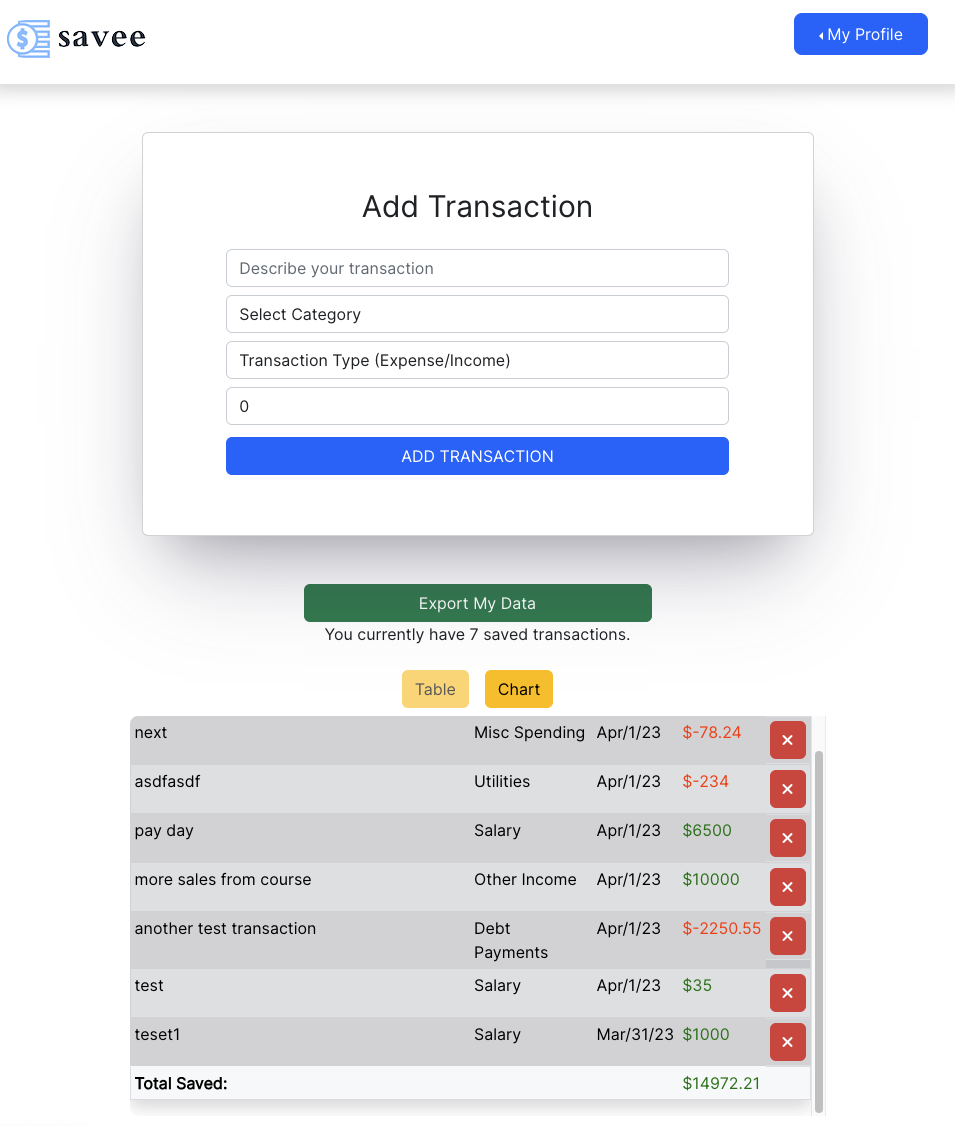 savee
My Profile
Add Transaction
Describe your transaction
Select Category
Transaction Type (Expense/Income)
0
ADD TRANSACTION
Export My Data
You currently have 7 saved transactions.
Table Chart
next Misc Spending Apr/1/23 $-78.24 ×
asdfasdf Utilities Apr/1/23 $-234 ×
pay day Salary Apr/1/23 $6500 ×
more sales from course Other Income Apr/1/23 $10000 ×
another test transaction Debt Apr/1/23 $-2250.55 ×
Payments
test Salary Apr/1/23 $35 ×
teset1 Salary Mar/31/23 $1000 ×
Total Saved: $14972.21